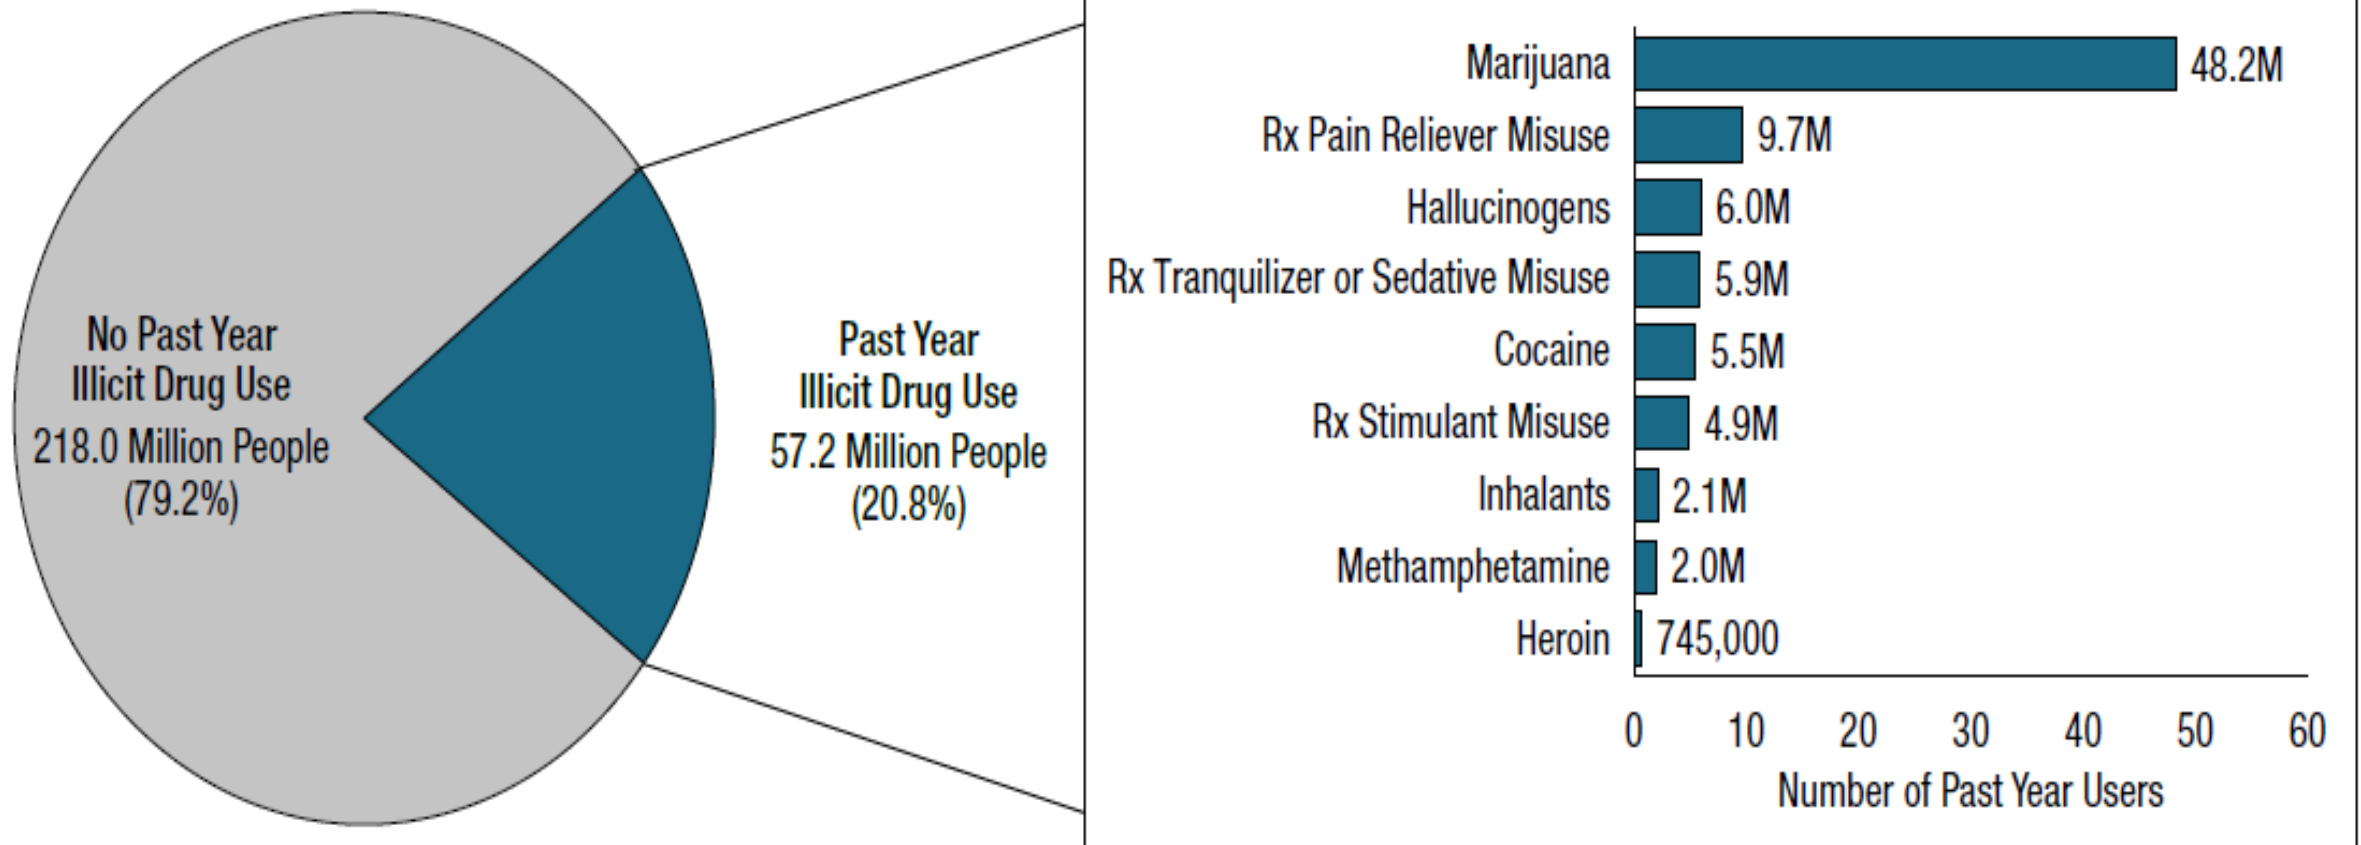 No Past Year
Illicit Drug Use
218.0 Million People
(79.2%)
Past Year
Illicit Drug Use
57.2 Million People
(20.8%)
Marijuana 48.2M
Rx Pain Reliever Misuse 9.7M
Hallucinogens 6.0M
Rx Tranquilizer or Sedative Misuse 5.9M
Cocaine 5.5M
Rx Stimulant Misuse 4.9M
Inhalants 2.1M
Methamphetamine 2.0M
Heroin 745,000
0 10 20 30 40 50 60
Number of Past Year Users